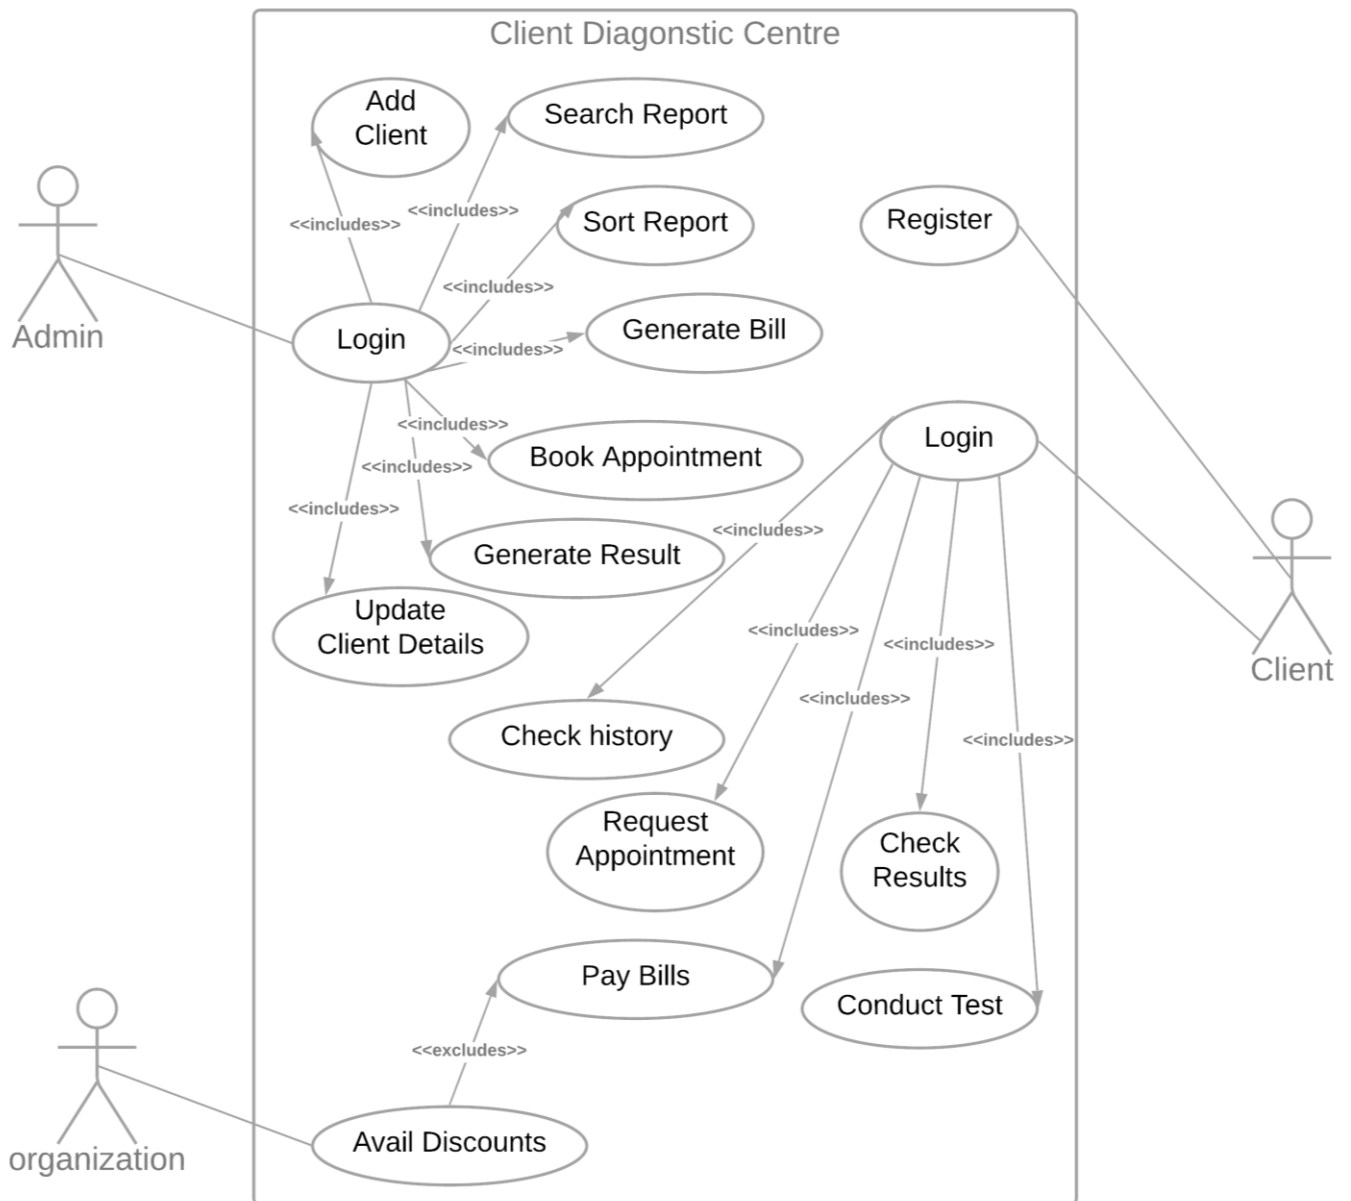 Client Diagonstic Centre
Add
Client
Search Report
<<includes>>
<<includes>>
Sort Report
Register
<<includes>>
Admin
Login
Generate Bill
<<includes>>
<<includes>>
Book Appointment
Login
<<includes>>
<<includes>>
Generate Result
<<includes>>
Update
Client Details
<<includes>>
<<includes>>
Client
<<includes>>
Check history
<<includes>>
Request
Appointment
Check
Results
Pay Bills
Conduct Test
<<excludes>>
Avail Discounts
organization